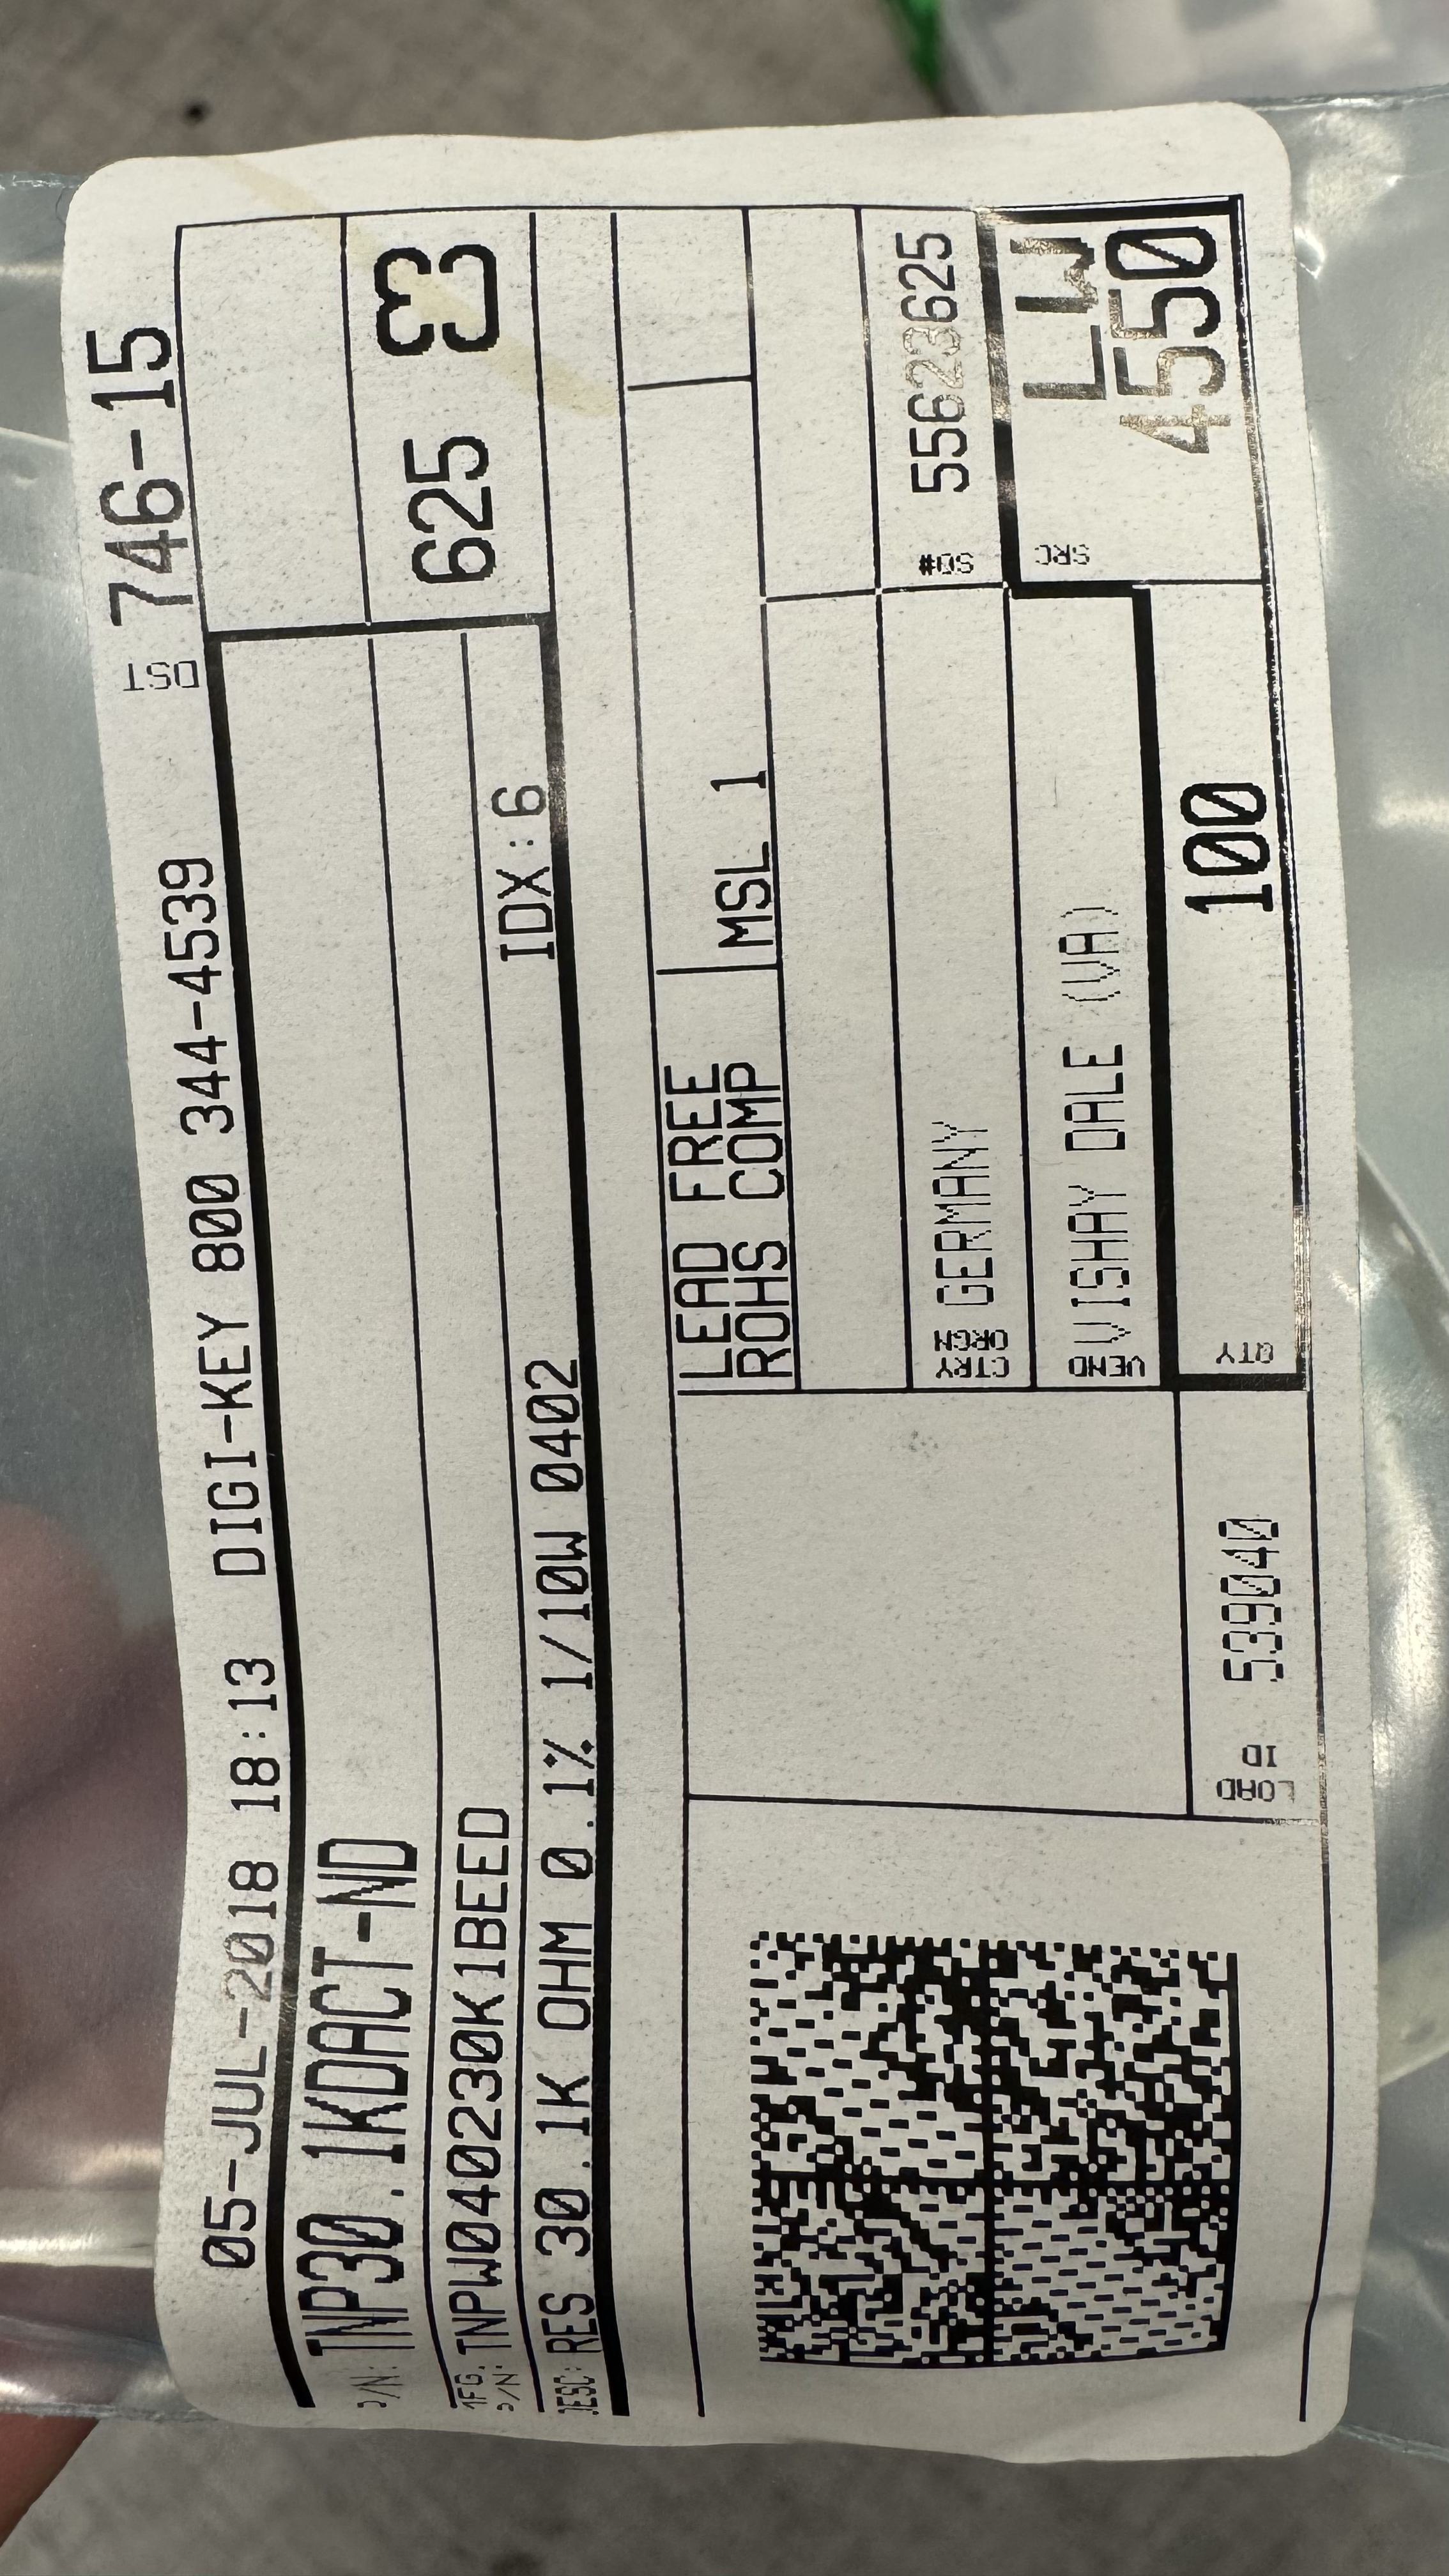 05-JUL-2018 18:13 DIGI-KEY 800 344-4539 DST 746-15
P/N: TNP30.1KDACT-ND
MFG. P/N: TNPW040230K1BEED
625
IDX:6
DESC: RES 30.1K OHM 0.1% 1/10W 0402
LEAD FREE
ROHS COMP
MSL 1
CTRY ORGN GERMANY
SO# 55623625
VEND VISHAY DALE (VA)
SRC LW
4550
LOAD ID 539040
QTY 100